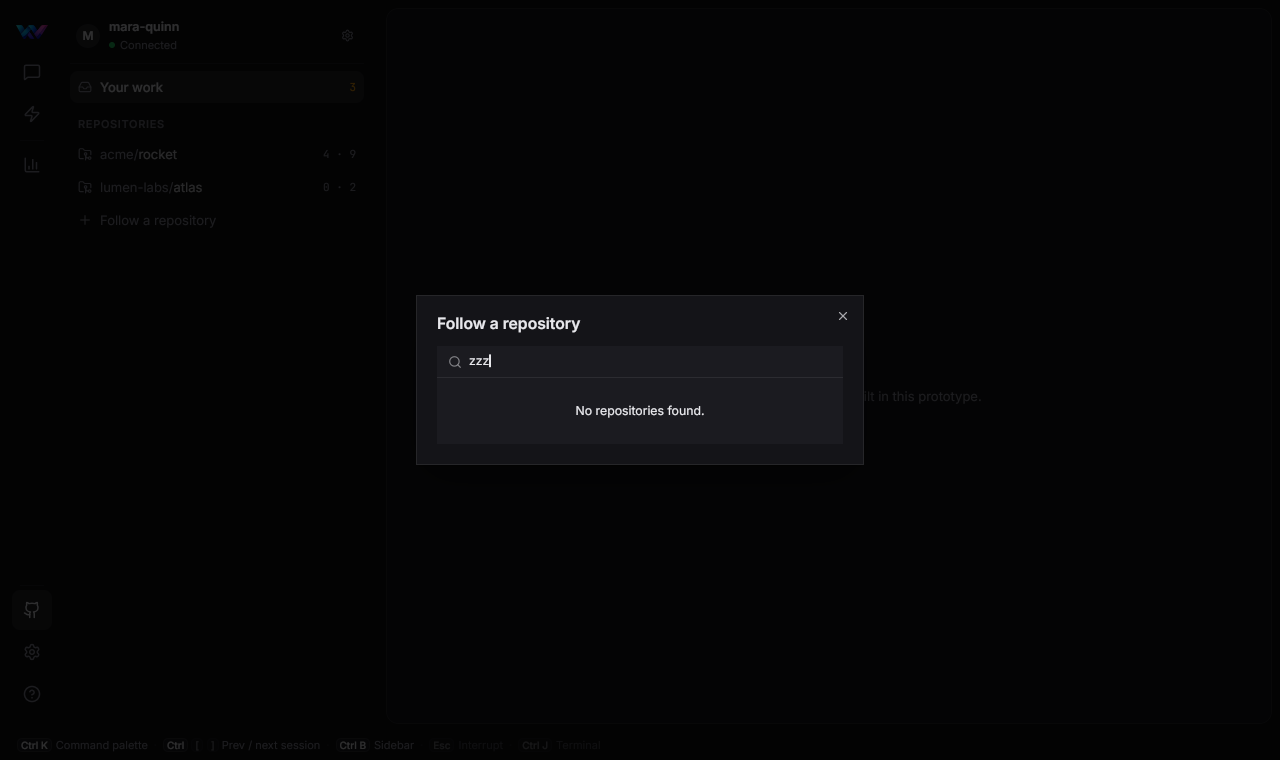 mara-quinn
M
Connected
Your work 3
REPOSITORIES
acme/rocket 4 · 9
lumen-labs/atlas 0 · 2
Follow a repository
Follow a repository
zzz
No repositories found.
ilt in this prototype.
Ctrl K Command palette Ctrl [ ] Prev / next session Ctrl B Sidebar Esc Interrupt Ctrl J Terminal